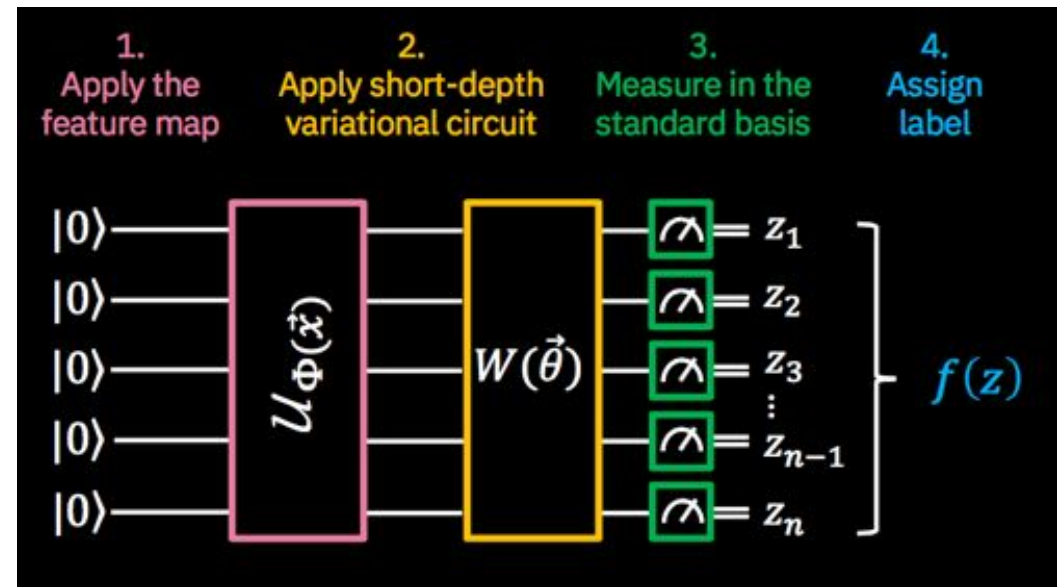 1.
Apply the
feature map
2.
Apply short-depth
variational circuit
3.
Measure in the
standard basis
4.
Assign
label
|0⟩
|0⟩
|0⟩
|0⟩
|0⟩
𝒰_Φ(x⃗)
W(θ⃗)
z₁
z₂
z₃
⋮
zₙ₋₁
zₙ
f(z)